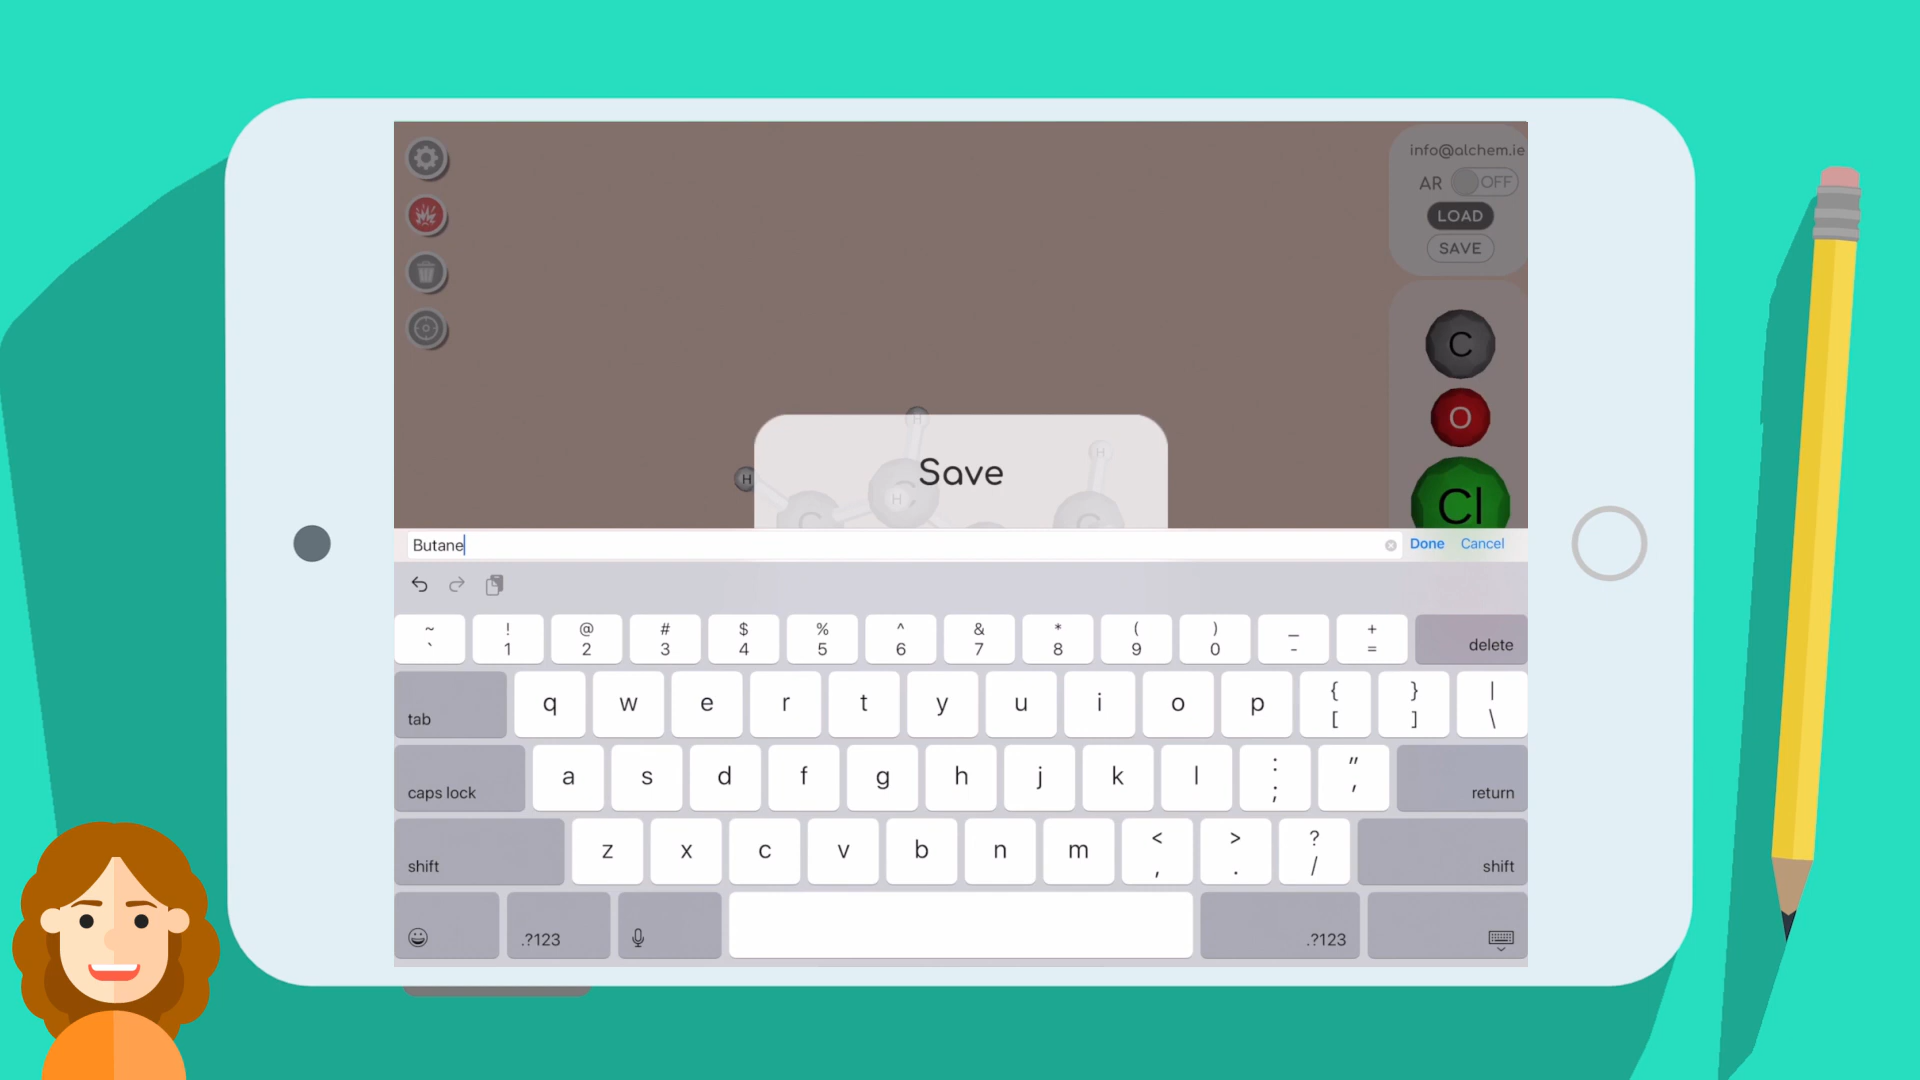 info@alchem.ie
AR OFF
LOAD
SAVE
C
O
Cl
H
H
H
Save
H
C
C
C
Butane
Done Cancel
~ ! @ # $ % ^ & * ( ) _ +
` 1 2 3 4 5 6 7 8 9 0 - = delete
tab q w e r t y u i o p { [ } ] | \
caps lock a s d f g h j k l : ; " ' return
shift z x c v b n m < , > . ? / shift
.?123 .?123